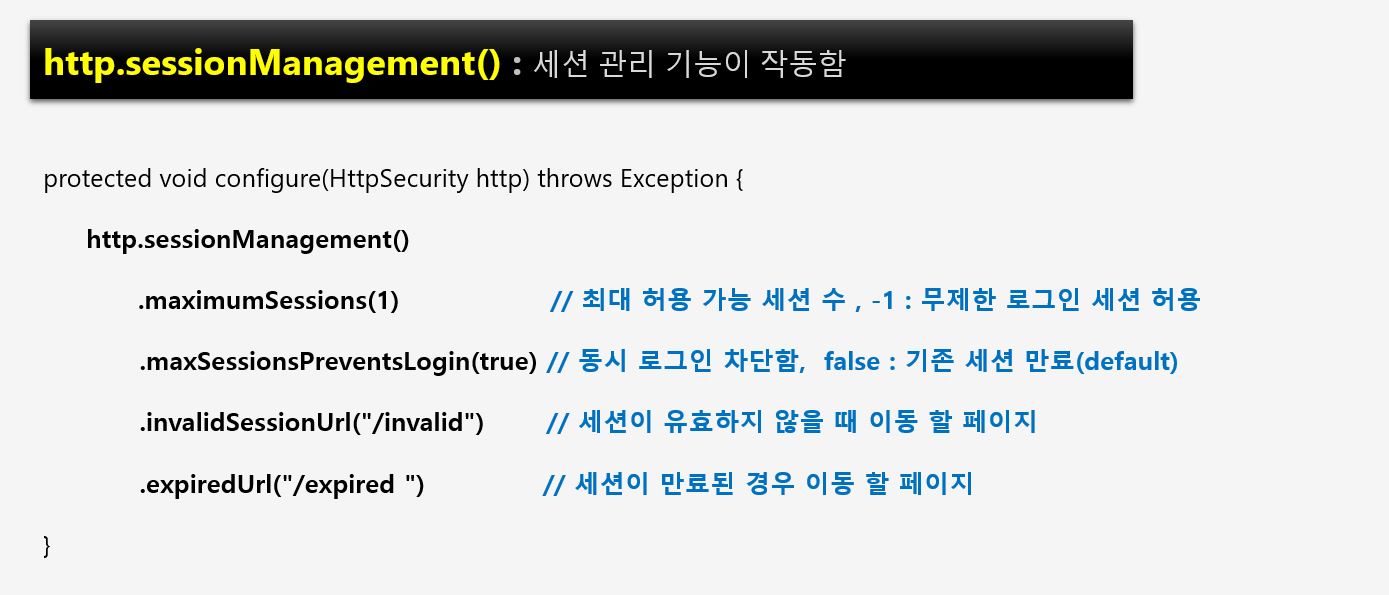 http.sessionManagement() : 세션 관리 기능이 작동함
protected void configure(HttpSecurity http) throws Exception {
http.sessionManagement()
.maximumSessions(1) // 최대 허용 가능 세션 수 , -1 : 무제한 로그인 세션 허용
.maxSessionsPreventsLogin(true) // 동시 로그인 차단함, false : 기존 세션 만료(default)
.invalidSessionUrl("/invalid") // 세션이 유효하지 않을 때 이동 할 페이지
.expiredUrl("/expired ") // 세션이 만료된 경우 이동 할 페이지
}